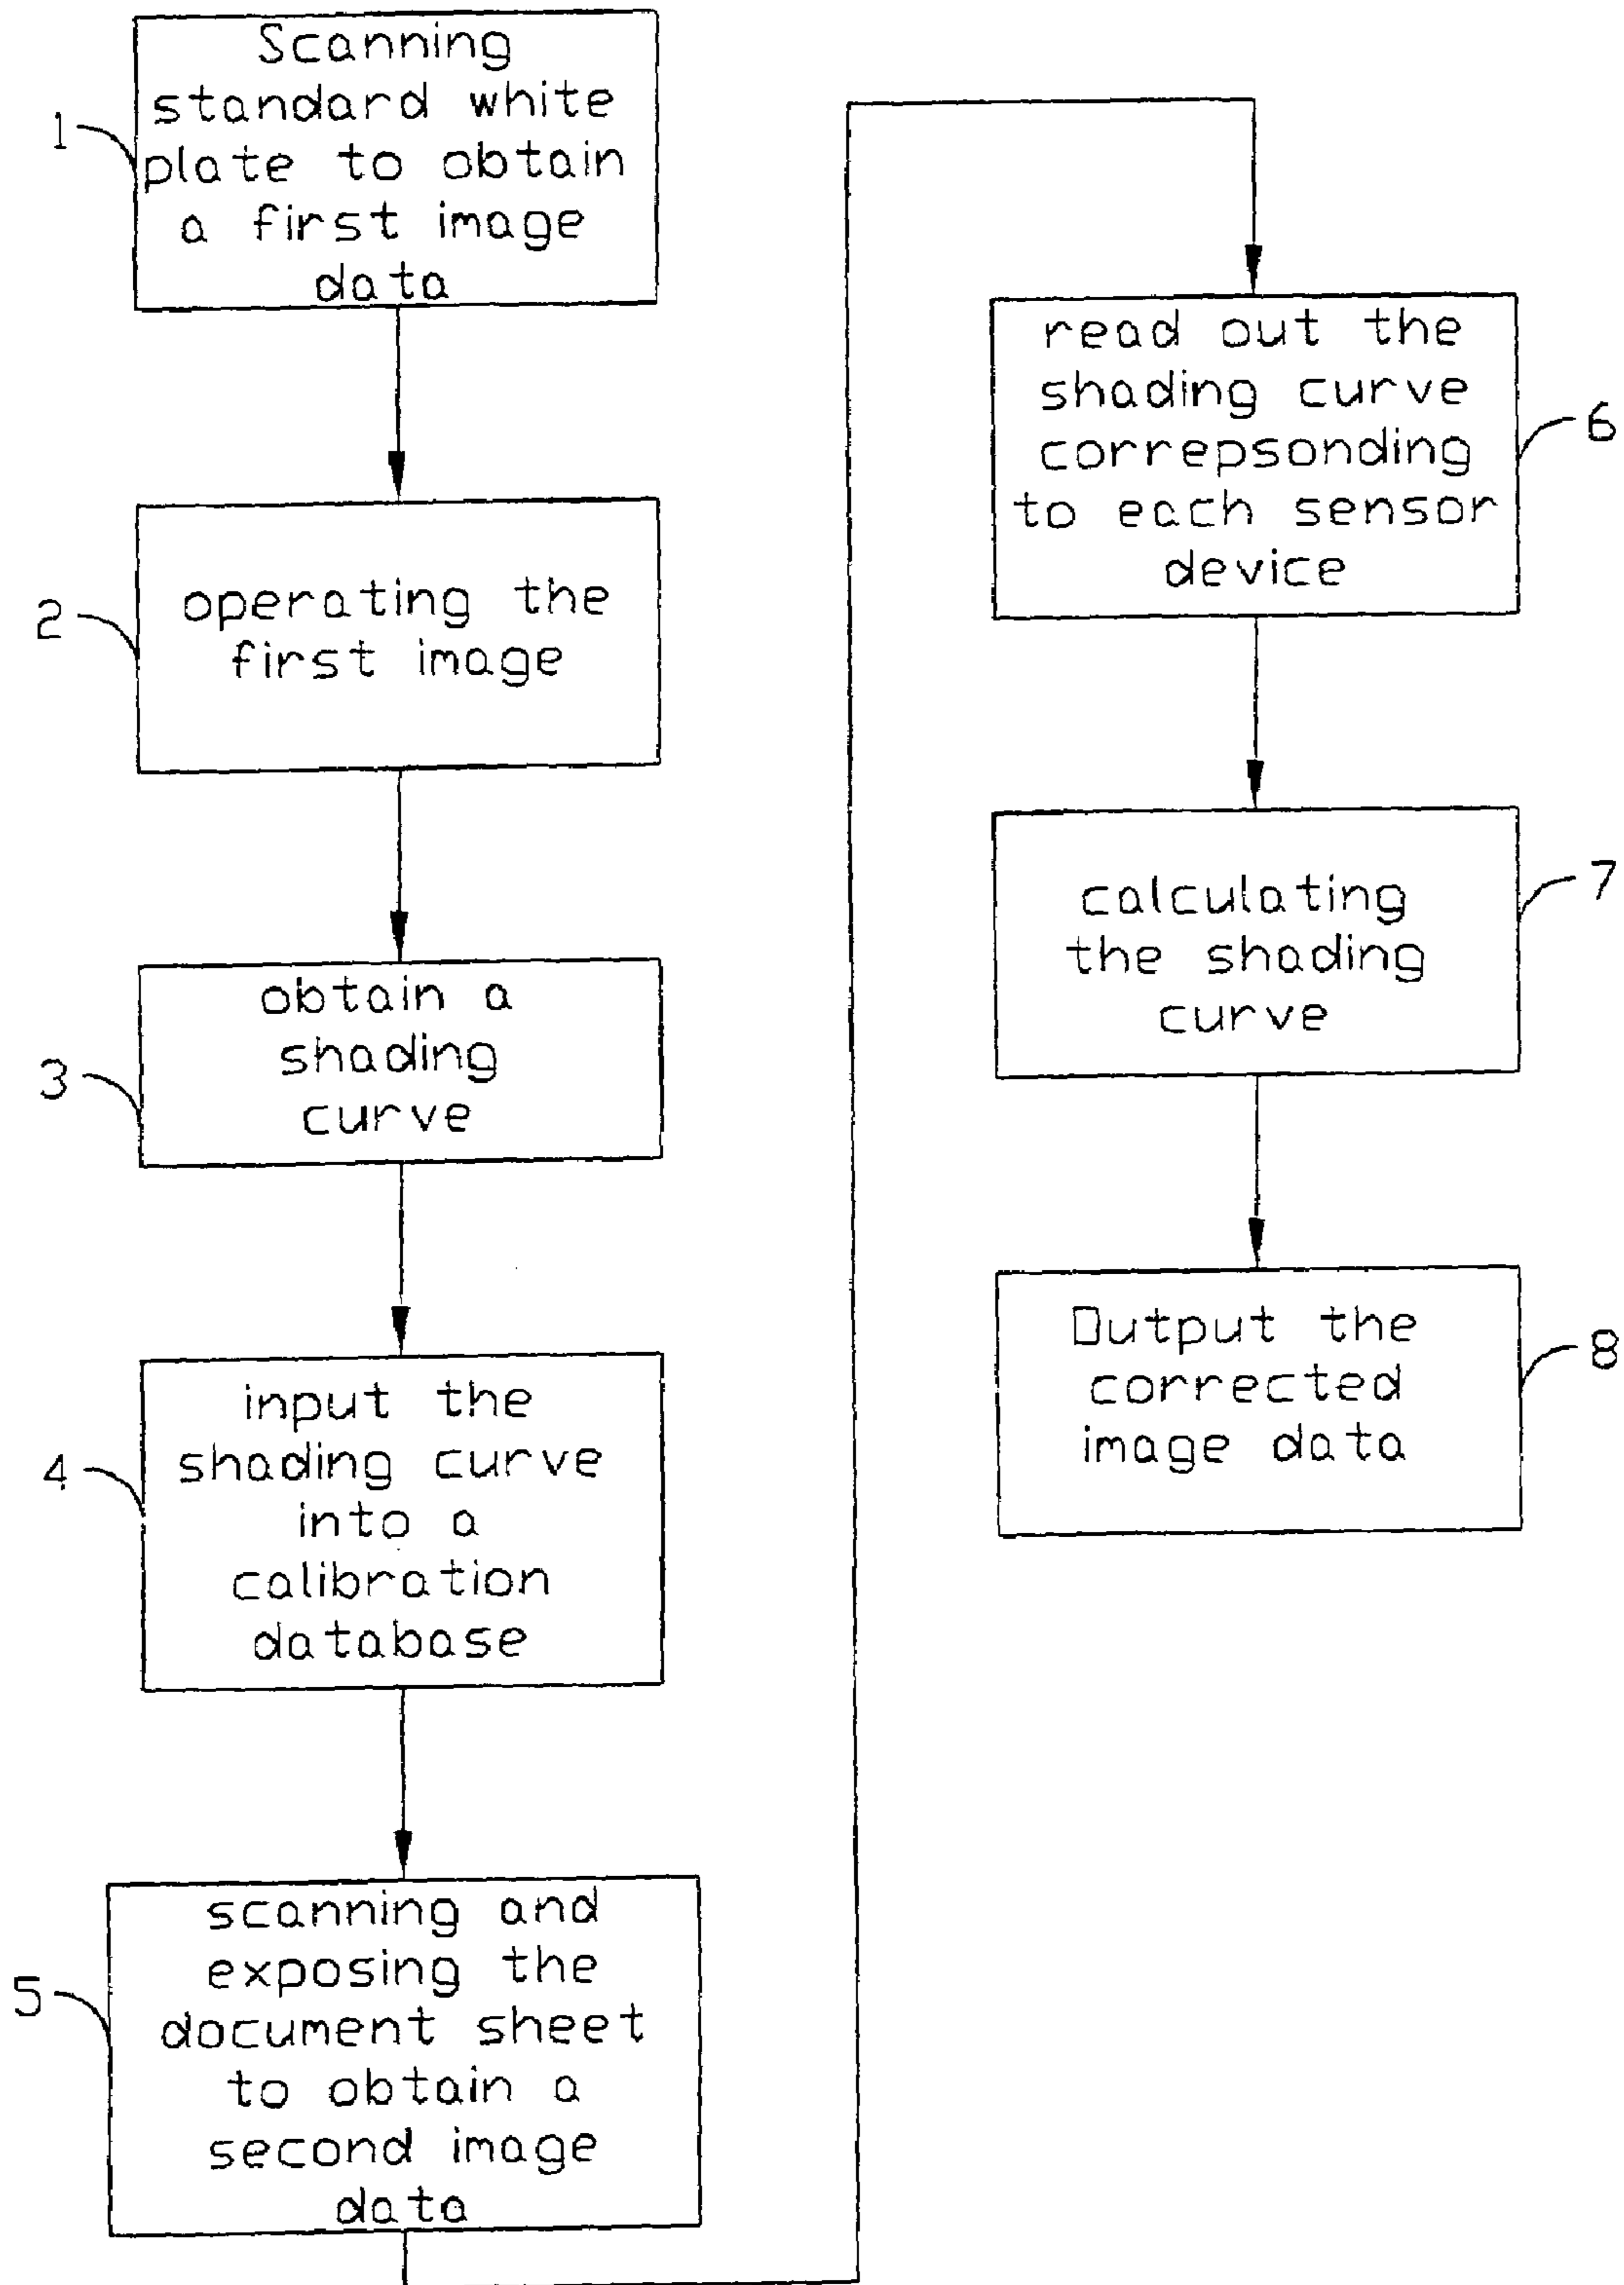 1
Scanning
standard white
plate to obtain
a first image
data
2
operating the
first image
3
obtain a
shading
curve
4
input the
shading curve
into a
calibration
database
5
scanning and
exposing the
document sheet
to obtain a
second image
data
read out the
shading curve
correpsonding
to each sensor
device
6
calculating
the shading
curve
7
Output the
corrected
image data
8